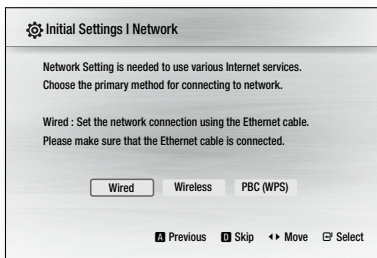 Initial Settings I Network
Network Setting is needed to use various Internet services.
Choose the primary method for connecting to network.
Wired : Set the network connection using the Ethernet cable.
Please make sure that the Ethernet cable is connected.
Wired Wireless PBC (WPS)
A Previous D Skip Move Select